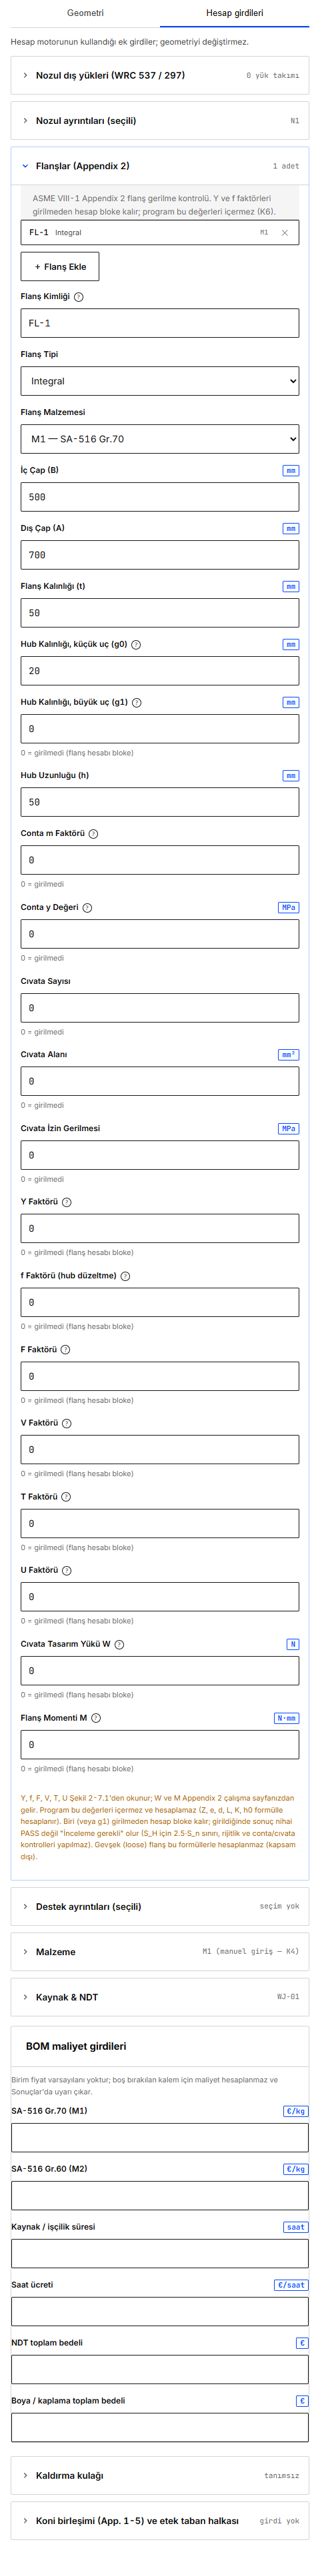 Geometri
Hesap girdileri
Hesap motorunun kullandığı ek girdiler; geometriyi değiştirmez.
Nozul dış yükleri (WRC 537 / 297)
0 yük takımı
Nozul ayrıntıları (seçili)
N1
Flanşlar (Appendix 2)
1 adet
ASME VIII-1 Appendix 2 flanş gerilme kontrolü. Y ve f faktörleri
girilmeden hesap bloke kalır; program bu değerleri içermez (K6).
FL-1 Integral
M1 ×
+ Flanş Ekle
Flanş Kimliği ?
FL-1
Flanş Tipi
Integral
Flanş Malzemesi
M1 — SA-516 Gr.70
İç Çap (B)
mm
500
Dış Çap (A)
mm
700
Flanş Kalınlığı (t)
mm
50
Hub Kalınlığı, küçük uç (g0) ?
mm
20
Hub Kalınlığı, büyük uç (g1) ?
mm
0
0 = girilmedi (flanş hesabı bloke)
Hub Uzunluğu (h)
mm
50
Conta m Faktörü ?
0
0 = girilmedi
Conta y Değeri ?
MPa
0
0 = girilmedi
Cıvata Sayısı
0
0 = girilmedi
Cıvata Alanı
mm²
0
0 = girilmedi
Cıvata İzin Gerilmesi
MPa
0
0 = girilmedi
Y Faktörü ?
0
0 = girilmedi (flanş hesabı bloke)
f Faktörü (hub düzeltme) ?
0
0 = girilmedi (flanş hesabı bloke)
F Faktörü ?
0
0 = girilmedi (flanş hesabı bloke)
V Faktörü ?
0
0 = girilmedi (flanş hesabı bloke)
T Faktörü ?
0
0 = girilmedi (flanş hesabı bloke)
U Faktörü ?
0
0 = girilmedi (flanş hesabı bloke)
Cıvata Tasarım Yükü W ?
N
0
0 = girilmedi (flanş hesabı bloke)
Flanş Momenti M ?
N·mm
0
0 = girilmedi (flanş hesabı bloke)
Y, f, F, V, T, U Şekil 2-7.1'den okunur; W ve M Appendix 2 çalışma sayfanızdan
gelir. Program bu değerleri içermez ve hesaplamaz (Z, e, d, L, K, h0 formülle
hesaplanır). Biri (veya g1) girilmeden hesap bloke kalır; girildiğinde sonuç nihai
PASS değil "İnceleme gerekli" olur (S_H için 2.5·S_n sınırı, rijitlik ve conta/cıvata
kontrolleri yapılmaz). Gevşek (loose) flanş bu formüllerle hesaplanmaz (kapsam
dışı).
Destek ayrıntıları (seçili)
seçim yok
Malzeme
M1 (manuel giriş — K4)
Kaynak & NDT
WJ-01
BOM maliyet girdileri
Birim fiyat varsayılanı yoktur; boş bırakılan kalem için maliyet hesaplanmaz ve
Sonuçlar'da uyarı çıkar.
SA-516 Gr.70 (M1)
€/kg
SA-516 Gr.60 (M2)
€/kg
Kaynak / işçilik süresi
saat
Saat ücreti
€/saat
NDT toplam bedeli
€
Boya / kaplama toplam bedeli
€
Kaldırma kulağı
tanımsız
Koni birleşimi (App. 1-5) ve etek taban halkası
girdi yok